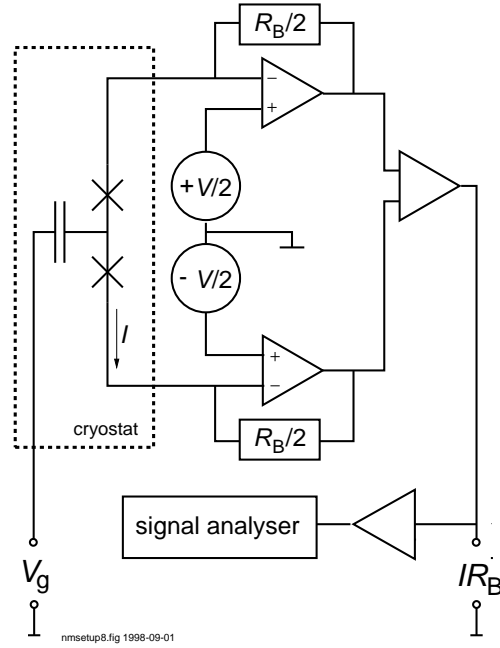 R_B/2
−
+
+ V/2
- V/2
I
+
−
R_B/2
cryostat
signal analyser
V_g
IR_B
nmsetup8.fig 1998-09-01